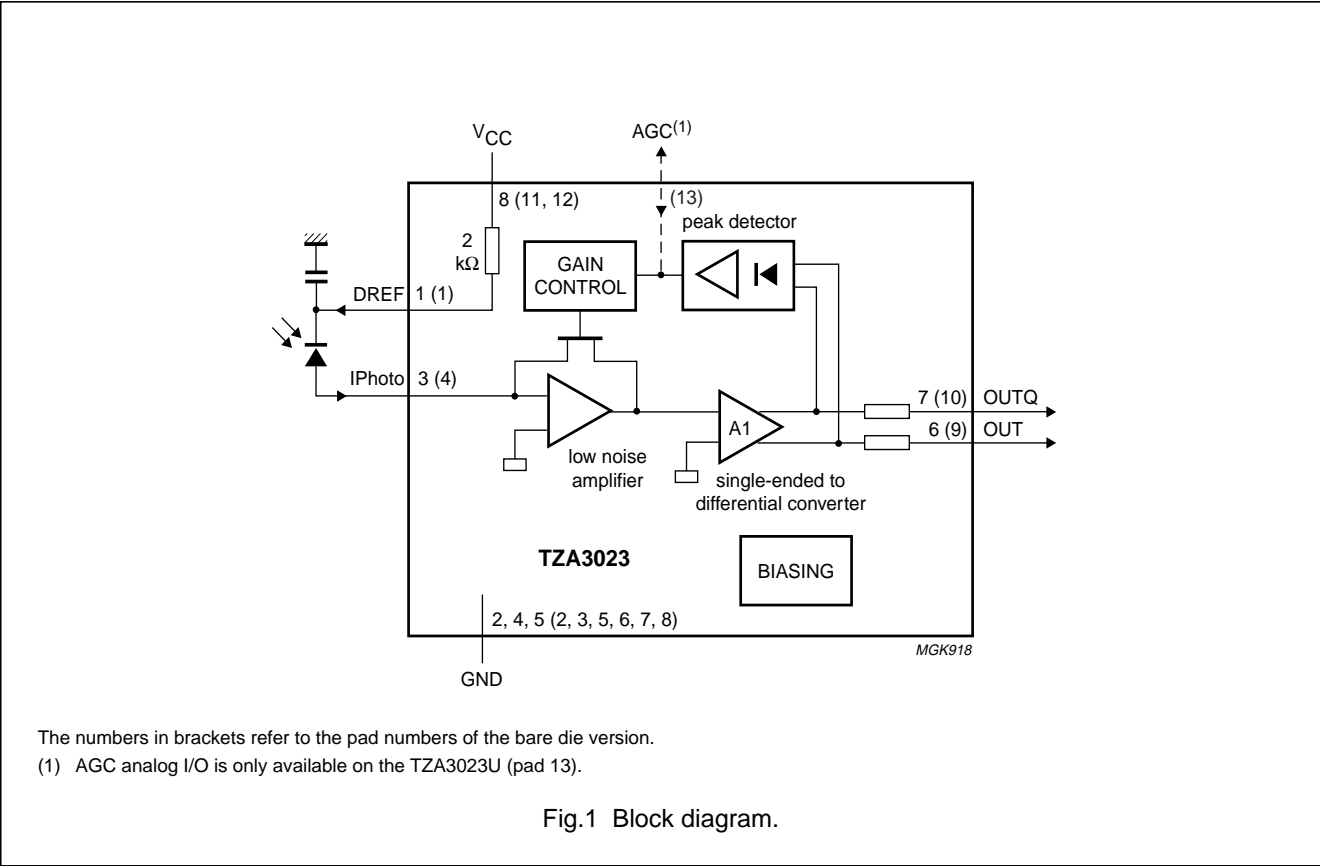 VCC
AGC(1)
8 (11, 12)
(13)
peak detector
2
kΩ
GAIN
CONTROL
DREF
1 (1)
IPhoto
3 (4)
7 (10)
OUTQ
A1
6 (9)
OUT
low noise
amplifier
single-ended to
differential converter
TZA3023
BIASING
2, 4, 5 (2, 3, 5, 6, 7, 8)
MGK918
GND
The numbers in brackets refer to the pad numbers of the bare die version.
(1) AGC analog I/O is only available on the TZA3023U (pad 13).
Fig.1 Block diagram.